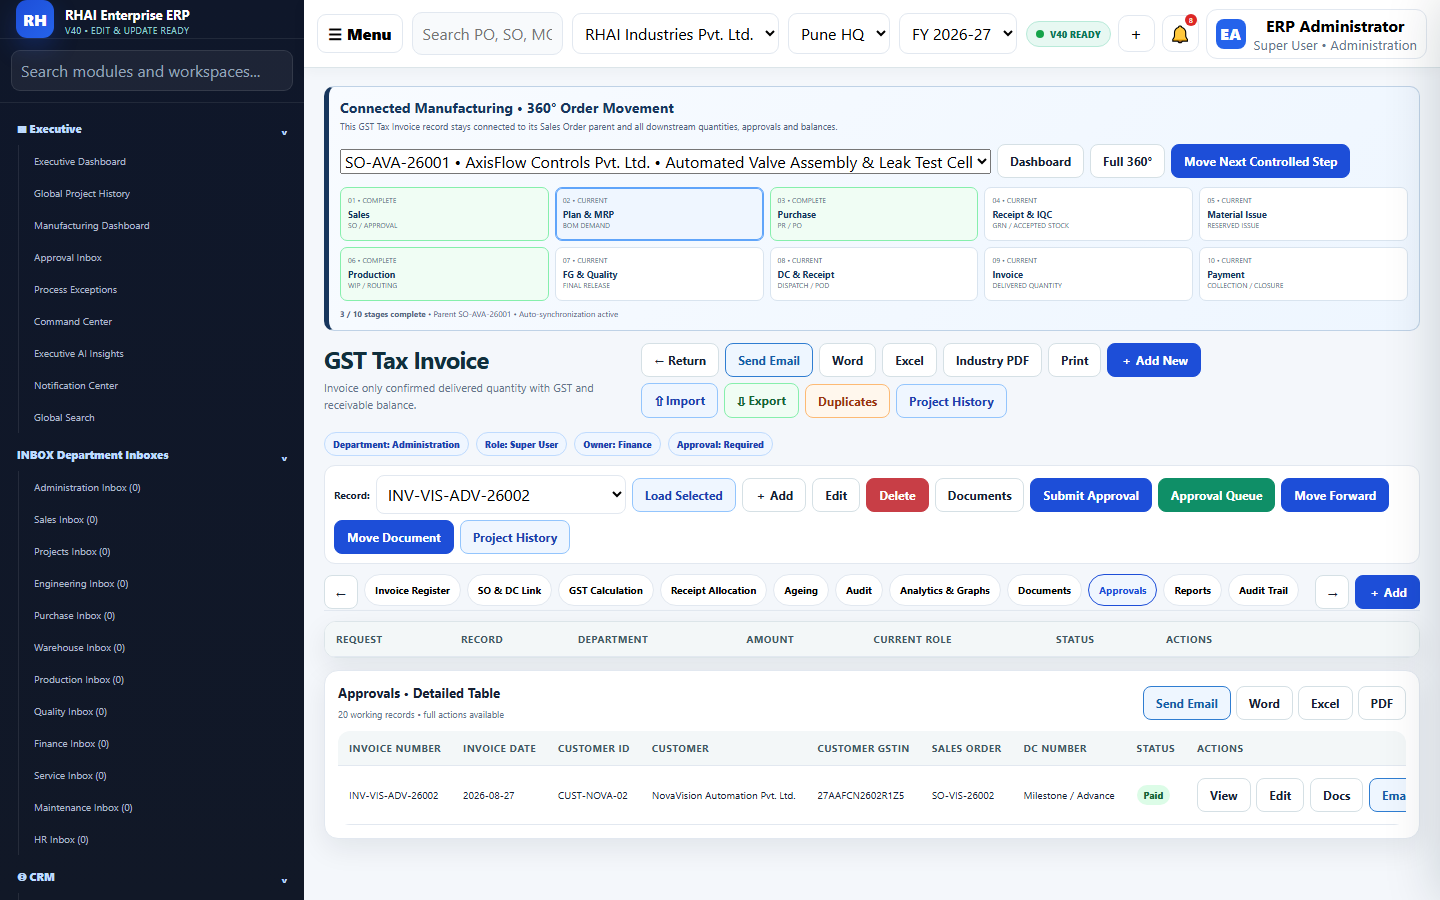 RH
RHAI Enterprise ERP
V40 • EDIT & UPDATE READY
Search modules and workspaces...
Executive
Executive Dashboard
Global Project History
Manufacturing Dashboard
Approval Inbox
Process Exceptions
Command Center
Executive AI Insights
Notification Center
Global Search
INBOX Department Inboxes
Administration Inbox (0)
Sales Inbox (0)
Projects Inbox (0)
Engineering Inbox (0)
Purchase Inbox (0)
Warehouse Inbox (0)
Production Inbox (0)
Quality Inbox (0)
Finance Inbox (0)
Service Inbox (0)
Maintenance Inbox (0)
HR Inbox (0)
CRM
☰ Menu
Search PO, SO, MO
RHAI Industries Pvt. Ltd.
Pune HQ
FY 2026-27
V40 READY
+
8
EA
ERP Administrator
Super User • Administration
Connected Manufacturing • 360° Order Movement
This GST Tax Invoice record stays connected to its Sales Order parent and all downstream quantities, approvals and balances.
SO-AVA-26001 • AxisFlow Controls Pvt. Ltd. • Automated Valve Assembly & Leak Test Cell
Dashboard
Full 360°
Move Next Controlled Step
01 • COMPLETE
Sales
SO / APPROVAL
02 • CURRENT
Plan & MRP
BOM DEMAND
03 • COMPLETE
Purchase
PR / PO
04 • CURRENT
Receipt & IQC
GRN / ACCEPTED STOCK
05 • CURRENT
Material Issue
RESERVED ISSUE
06 • COMPLETE
Production
WIP / ROUTING
07 • CURRENT
FG & Quality
FINAL RELEASE
08 • CURRENT
DC & Receipt
DISPATCH / POD
09 • CURRENT
Invoice
DELIVERED QUANTITY
10 • CURRENT
Payment
COLLECTION / CLOSURE
3 / 10 stages complete • Parent SO-AVA-26001 • Auto-synchronization active
GST Tax Invoice
Invoice only confirmed delivered quantity with GST and
receivable balance.
← Return
Send Email
Word
Excel
Industry PDF
Print
+ Add New
⇧ Import
⇩ Export
Duplicates
Project History
Department: Administration
Role: Super User
Owner: Finance
Approval: Required
Record:
INV-VIS-ADV-26002
Load Selected
+ Add
Edit
Delete
Documents
Submit Approval
Approval Queue
Move Forward
Move Document
Project History
←
Invoice Register
SO & DC Link
GST Calculation
Receipt Allocation
Ageing
Audit
Analytics & Graphs
Documents
Approvals
Reports
Audit Trail
→
+ Add
REQUEST RECORD DEPARTMENT AMOUNT CURRENT ROLE STATUS ACTIONS
Approvals • Detailed Table
20 working records • full actions available
Send Email
Word
Excel
PDF
INVOICE NUMBER INVOICE DATE CUSTOMER ID CUSTOMER CUSTOMER GSTIN SALES ORDER DC NUMBER STATUS ACTIONS
INV-VIS-ADV-26002 2026-08-27 CUST-NOVA-02 NovaVision Automation Pvt. Ltd. 27AAFCN2602R1Z5 SO-VIS-26002 Milestone / Advance Paid View Edit Docs Ema